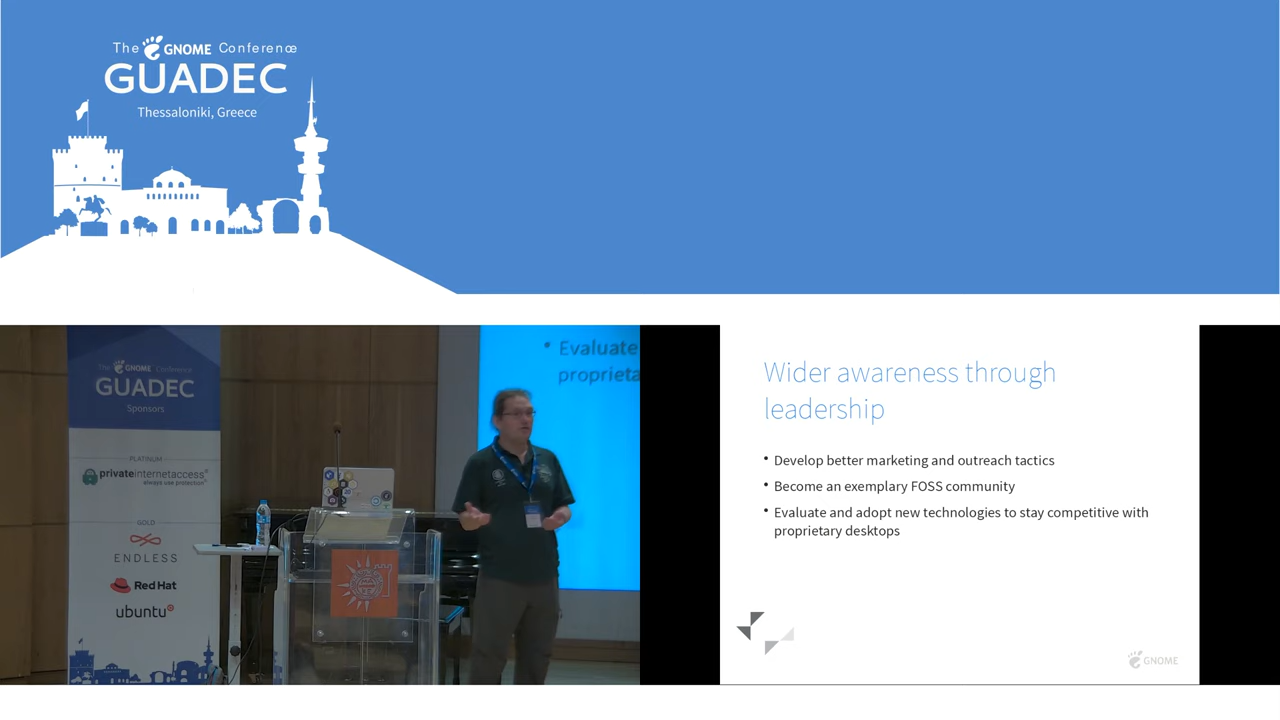 The GNOME Conference
GUADEC
Thessaloniki, Greece
The GNOME Conference
GUADEC
Sponsors
PLATINUM
privateinternetaccess®
always use protection®
GOLD
ENDLESS
Red Hat
ubuntu®
• Evaluate
proprieta
Wider awareness through
leadership
• Develop better marketing and outreach tactics
• Become an exemplary FOSS community
• Evaluate and adopt new technologies to stay competitive with
proprietary desktops
GNOME